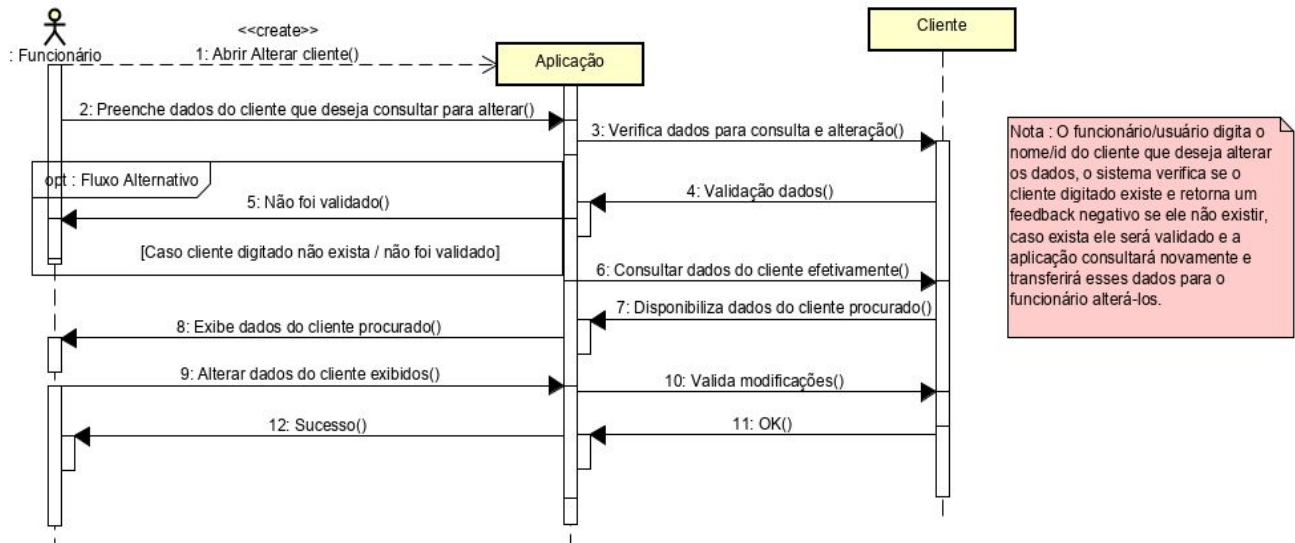 Cliente
<<create>>
: Funcionário
1: Abrir Alterar cliente()
Aplicação
2: Preenche dados do cliente que deseja consultar para alterar()
3: Verifica dados para consulta e alteração()
Nota : O funcionário/usuário digita o
nome/id do cliente que deseja alterar
os dados, o sistema verifica se o
cliente digitado existe e retorna um
feedback negativo se ele não existir,
caso exista ele será validado e a
aplicação consultará novamente e
transferirá esses dados para o
funcionário alterá-los.
opt : Fluxo Alternativo
4: Validação dados()
5: Não foi validado()
[Caso cliente digitado não exista / não foi validado]
6: Consultar dados do cliente efetivamente()
7: Disponibiliza dados do cliente procurado()
8: Exibe dados do cliente procurado()
9: Alterar dados do cliente exibidos()
10: Valida modificações()
11: OK()
12: Sucesso()